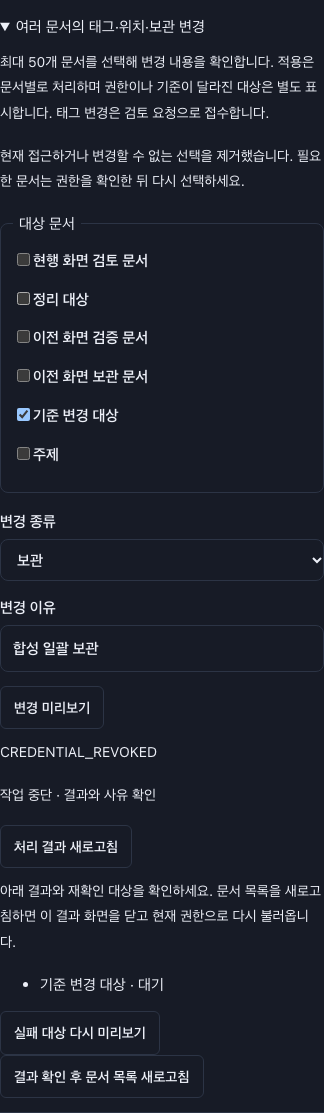 ▼ 여러 문서의 태그·위치·보관 변경
최대 50개 문서를 선택해 변경 내용을 확인합니다. 적용은
문서별로 처리하며 권한이나 기준이 달라진 대상은 별도 표
시합니다. 태그 변경은 검토 요청으로 접수합니다.
현재 접근하거나 변경할 수 없는 선택을 제거했습니다. 필요
한 문서는 권한을 확인한 뒤 다시 선택하세요.
대상 문서
현행 화면 검토 문서
정리 대상
이전 화면 검증 문서
이전 화면 보관 문서
기준 변경 대상
주제
변경 종류
보관
변경 이유
합성 일괄 보관
변경 미리보기
CREDENTIAL_REVOKED
작업 중단 · 결과와 사유 확인
처리 결과 새로고침
아래 결과와 재확인 대상을 확인하세요. 문서 목록을 새로고
침하면 이 결과 화면을 닫고 현재 권한으로 다시 불러옵니
다.
• 기준 변경 대상 · 대기
실패 대상 다시 미리보기
결과 확인 후 문서 목록 새로고침